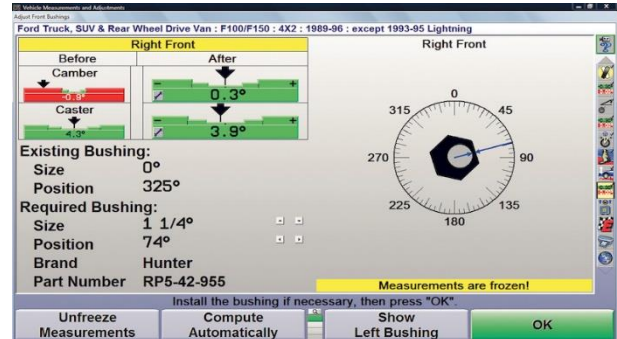 Vehicle Measurements and Adjustments
Adjust Front Bushings
Ford Truck, SUV & Rear Wheel Drive Van : F100/F150 : 4X2 : 1989-96 : except 1993-95 Lightning
Right Front
Before After
Camber
-0.9° 0.3°
Caster
4.3° 3.9°
Existing Bushing:
Size 0°
Position 325°
Required Bushing:
Size 1 1/4°
Position 74°
Brand Hunter
Part Number RP5-42-955
Right Front
0
315 45
270 90
225 135
180
Measurements are frozen!
Install the bushing if necessary, then press "OK".
Unfreeze
Measurements
Compute
Automatically
Show
Left Bushing
OK